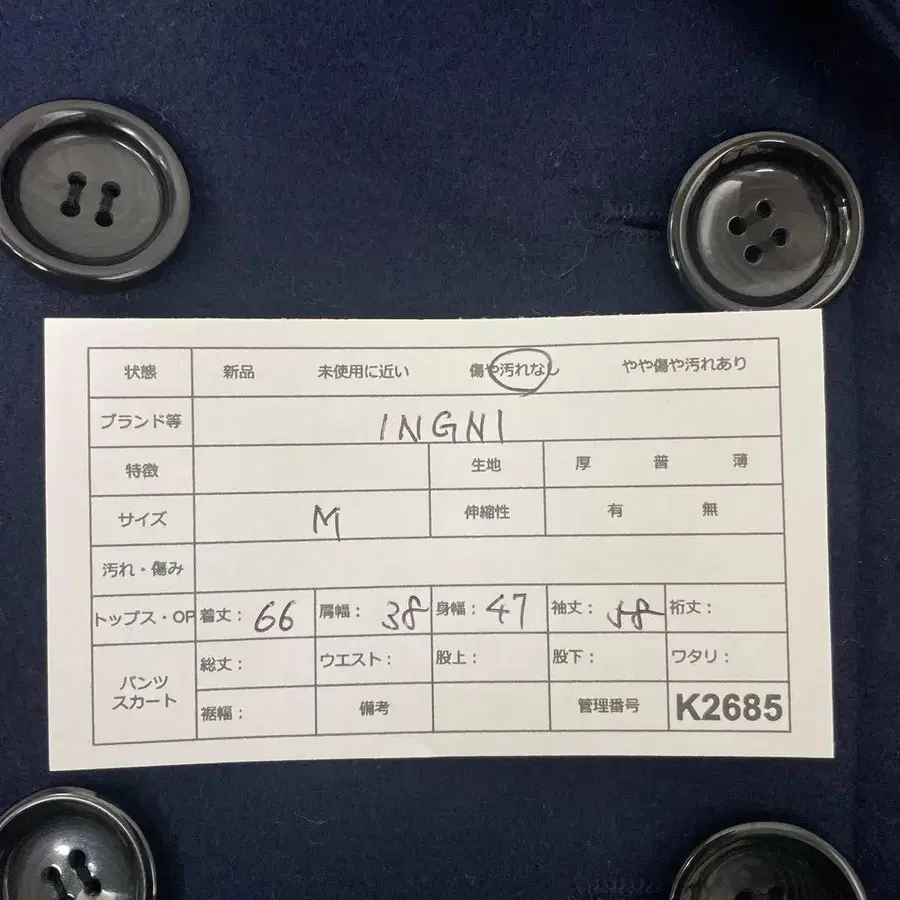 状態 新品 未使用に近い 傷や汚れなし やや傷や汚れあり
ブランド等 INGNI
特徴 生地 厚 普 薄
サイズ M 伸縮性 有 無
汚れ・傷み
トップス・OP 着丈: 66 肩幅: 38 身幅: 47 袖丈: 58 裄丈:
パンツ スカート 総丈: ウエスト: 股上: 股下: ワタリ:
裾幅: 備考 管理番号 K2685